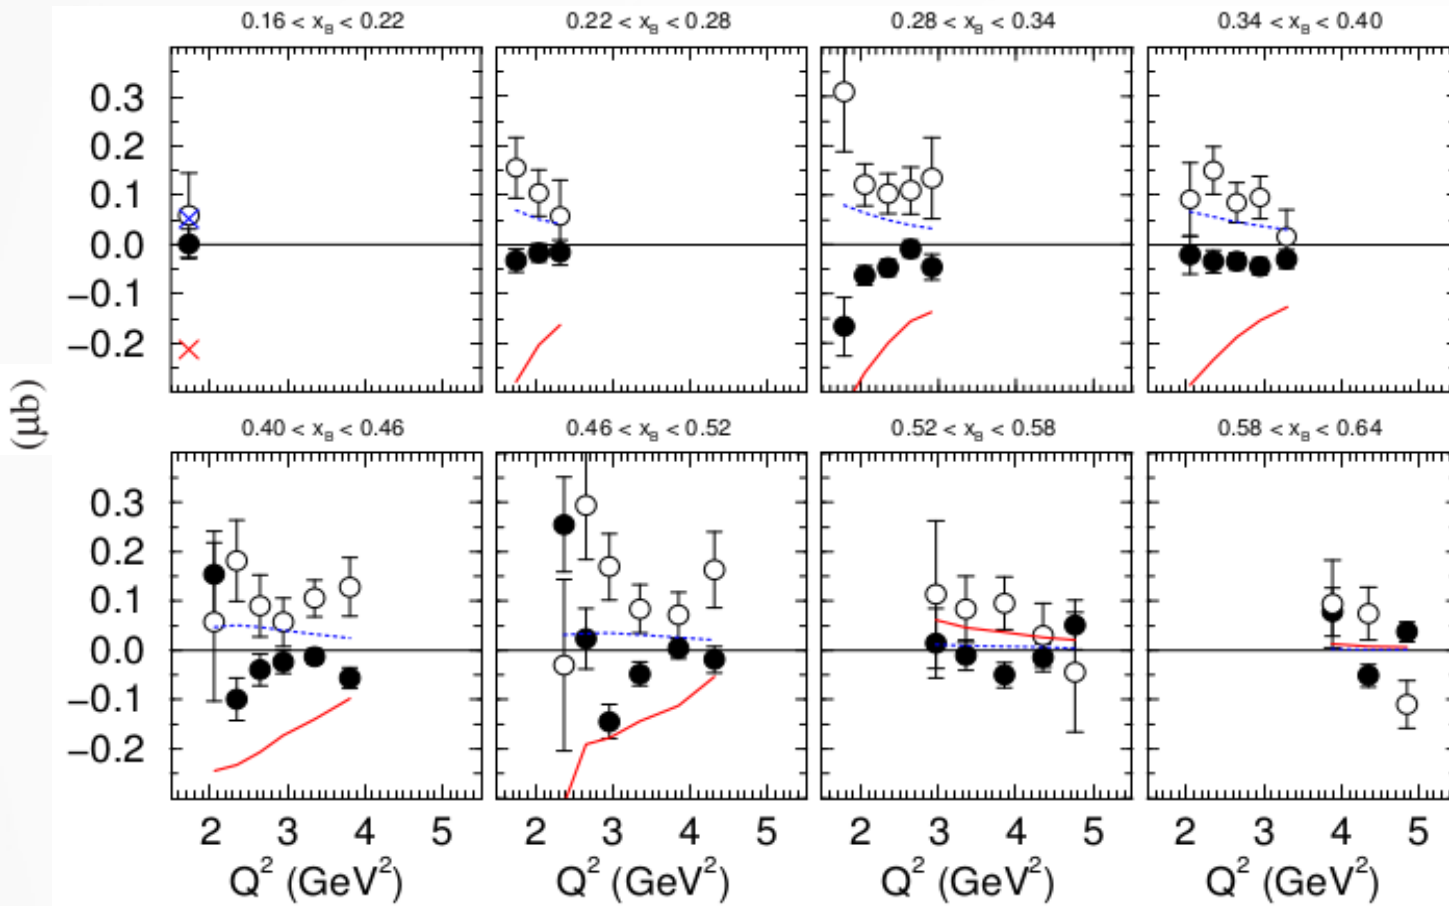 0.16 < x_B < 0.22
0.22 < x_B < 0.28
0.28 < x_B < 0.34
0.34 < x_B < 0.40
0.3
0.2
0.1
0.0
−0.1
−0.2
(μb)
0.40 < x_B < 0.46
0.46 < x_B < 0.52
0.52 < x_B < 0.58
0.58 < x_B < 0.64
0.3
0.2
0.1
0.0
−0.1
−0.2
2 3 4 5
2 3 4 5
2 3 4 5
2 3 4 5
Q² (GeV²)
Q² (GeV²)
Q² (GeV²)
Q² (GeV²)